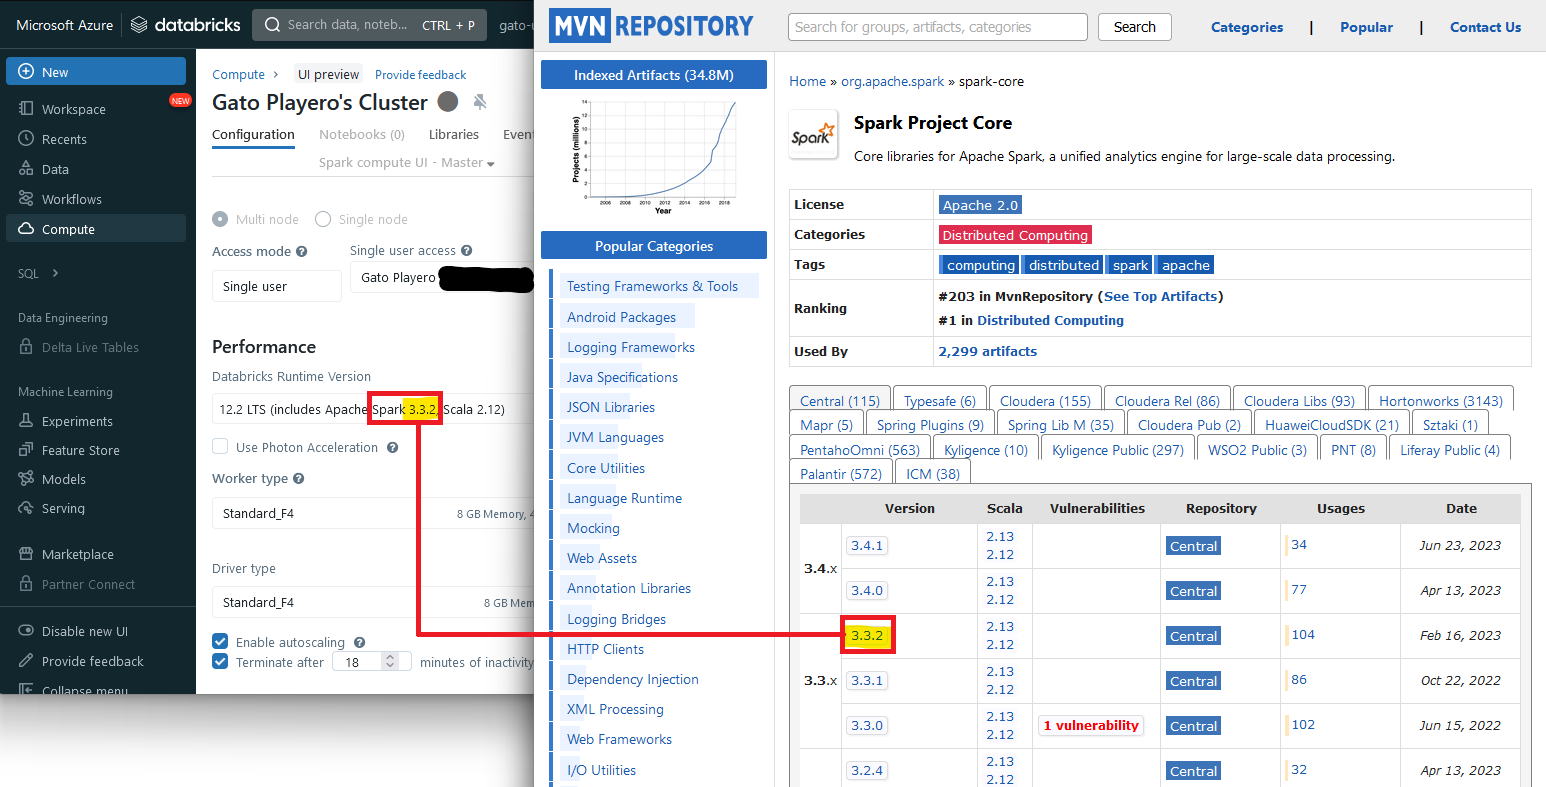 Microsoft Azure
databricks
Search data, noteb...
CTRL + P
gato-u
New
Workspace
NEW
Recents
Data
Workflows
Compute
SQL
Data Engineering
Delta Live Tables
Machine Learning
Experiments
Feature Store
Models
Serving
Marketplace
Partner Connect
Disable new UI
Provide feedback
Collapse menu
Compute
UI preview
Provide feedback
Gato Playero's Cluster
Configuration
Notebooks (0)
Libraries
Event
Spark compute UI - Master
Multi node
Single node
Access mode
Single user access
Single user
Gato Playero
Performance
Databricks Runtime Version
12.2 LTS (includes Apache Spark 3.3.2, Scala 2.12)
Use Photon Acceleration
Worker type
Standard_F4
8 GB Memory, 4
Driver type
Standard_F4
8 GB Mem
Enable autoscaling
Terminate after 18 minutes of inactivity
MVN REPOSITORY
Search for groups, artifacts, categories
Search
Categories | Popular | Contact Us
Indexed Artifacts (34.8M)
Projects (millions)
14
12
10
8
6
4
2
0
2006 2008 2010 2012 2014 2016 2018
Year
Popular Categories
Testing Frameworks & Tools
Android Packages
Logging Frameworks
Java Specifications
JSON Libraries
JVM Languages
Core Utilities
Language Runtime
Mocking
Web Assets
Annotation Libraries
Logging Bridges
HTTP Clients
Dependency Injection
XML Processing
Web Frameworks
I/O Utilities
Home » org.apache.spark » spark-core
Spark
Spark Project Core
Core libraries for Apache Spark, a unified analytics engine for large-scale data processing.
License Apache 2.0
Categories Distributed Computing
Tags computing distributed spark apache
Ranking
#203 in MvnRepository (See Top Artifacts)
#1 in Distributed Computing
Used By 2,299 artifacts
Central (115) Typesafe (6) Cloudera (155) Cloudera Rel (86) Cloudera Libs (93) Hortonworks (3143)
Mapr (5) Spring Plugins (9) Spring Lib M (35) Cloudera Pub (2) HuaweiCloudSDK (21) Sztaki (1)
PentahoOmni (563) Kyligence (10) Kyligence Public (297) WSO2 Public (3) PNT (8) Liferay Public (4)
Palantir (572) ICM (38)
Version Scala Vulnerabilities Repository Usages Date
3.4.x
3.4.1 2.13 2.12 Central 34 Jun 23, 2023
3.4.0 2.13 2.12 Central 77 Apr 13, 2023
3.3.x
3.3.2 2.13 2.12 Central 104 Feb 16, 2023
3.3.1 2.13 2.12 Central 86 Oct 22, 2022
3.3.0 2.13 2.12 1 vulnerability Central 102 Jun 15, 2022
3.2.4 2.13 2.12 Central 32 Apr 13, 2023